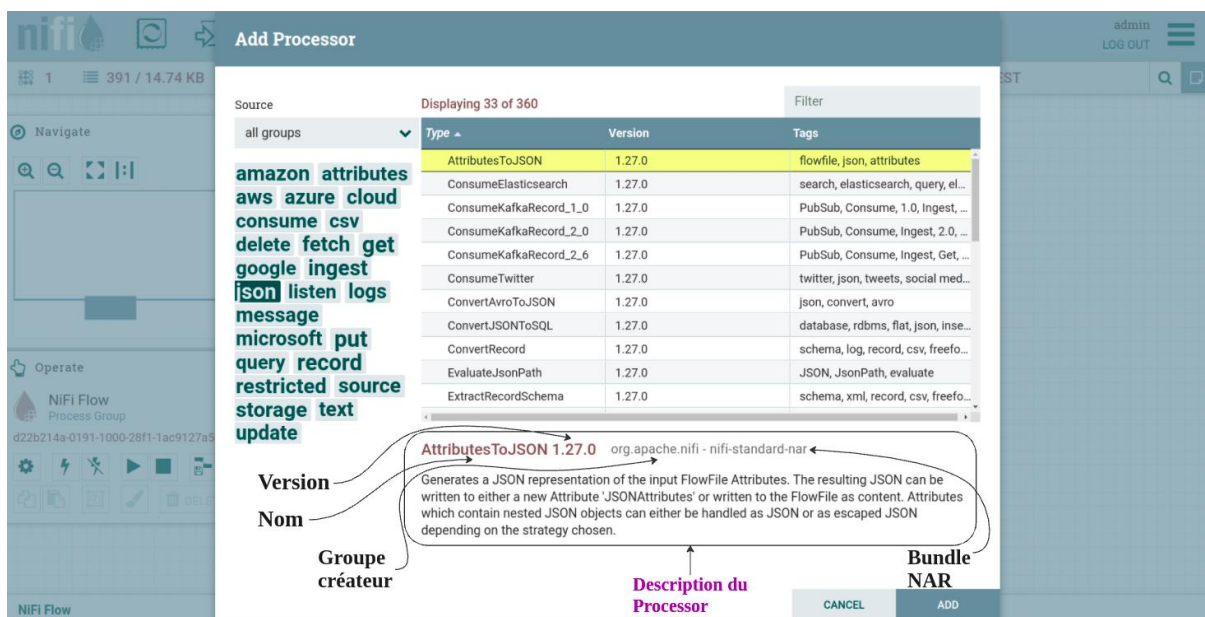 nifi
admin
LOG OUT
1
391 / 14.74 KB
Navigate
Operate
NiFi Flow
Process Group
d22b214a-0191-1000-28f1-1ac9127a5
NiFi Flow
Add Processor
Source
Displaying 33 of 360
Filter
all groups
Type Version Tags
AttributesToJSON 1.27.0 flowfile, json, attributes
ConsumeElasticsearch 1.27.0 search, elasticsearch, query, el...
ConsumeKafkaRecord_1_0 1.27.0 PubSub, Consume, 1.0, Ingest, ...
ConsumeKafkaRecord_2_0 1.27.0 PubSub, Consume, Ingest, 2.0, ...
ConsumeKafkaRecord_2_6 1.27.0 PubSub, Consume, Ingest, Get, ...
ConsumeTwitter 1.27.0 twitter, json, tweets, social med...
ConvertAvroToJSON 1.27.0 json, convert, avro
ConvertJSONToSQL 1.27.0 database, rdbms, flat, json, inse...
ConvertRecord 1.27.0 schema, log, record, csv, freefo...
EvaluateJsonPath 1.27.0 JSON, JsonPath, evaluate
ExtractRecordSchema 1.27.0 schema, xml, record, csv, freefo...
amazon attributes
aws azure cloud
consume csv
delete fetch get
google ingest
json listen logs
message
microsoft put
query record
restricted source
storage text
update
AttributesToJSON 1.27.0 org.apache.nifi - nifi-standard-nar
Generates a JSON representation of the input FlowFile Attributes. The resulting JSON can be
written to either a new Attribute 'JSONAttributes' or written to the FlowFile as content. Attributes
which contain nested JSON objects can either be handled as JSON or as escaped JSON
depending on the strategy chosen.
Version
Nom
Groupe
créateur
Description du
Processor
Bundle
NAR
CANCEL ADD